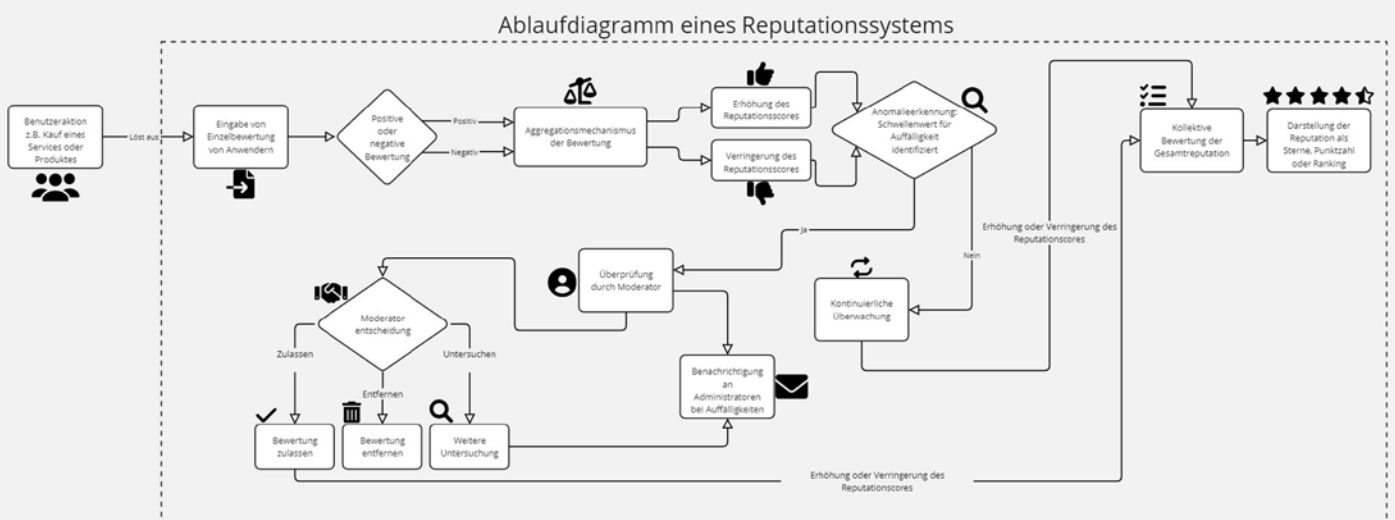 Ablaufdiagramm eines Reputationssystems
Benutzeraktion
z.B. Kauf eines
Services oder
Produktes
Löst aus
Eingabe von
Einzelbewertung
von Anwendern
Positive
oder
negative
Bewertung
Positiv
Negativ
Aggregationsmechanismus
der Bewertung
Erhöhung des
Reputationsscores
Verringerung des
Reputationsscores
Anomalieerkennung:
Schwellenwert für
Auffälligkeit
identifiziert
Kollektive
Bewertung der
Gesamtreputation
Darstellung der
Reputation als
Sterne, Punktzahl
oder Ranking
Ja
Nein
Erhöhung oder Verringerung des
Reputationscores
Überprüfung
durch Moderator
Kontinuierliche
Überwachung
Moderator
entscheidung
Zulassen
Entfernen
Untersuchen
Benachrichtigung
an
Administratoren
bei Auffälligkeiten
Bewertung
zulassen
Bewertung
entfernen
Weitere
Untersuchung
Erhöhung oder Verringerung des
Reputationscores